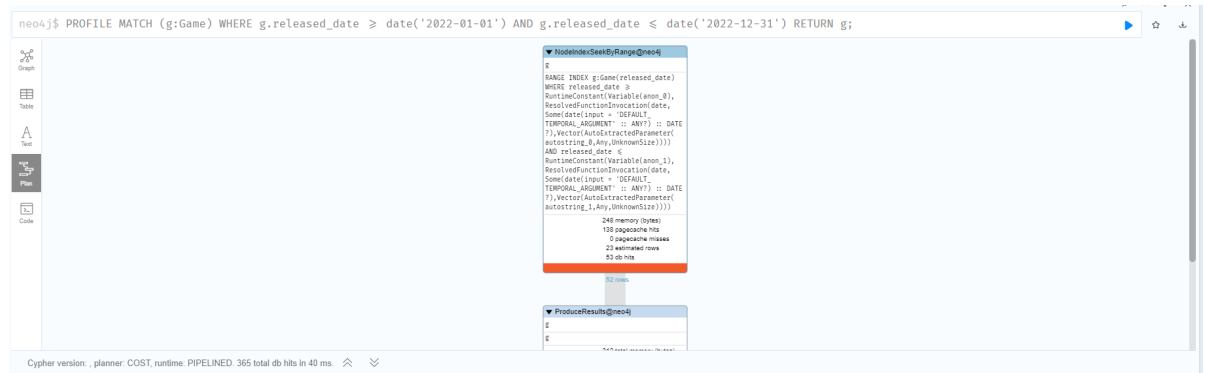 neo4j$ PROFILE MATCH (g:Game) WHERE g.released_date ≥ date('2022-01-01') AND g.released_date ≤ date('2022-12-31') RETURN g;
Graph
Table
Text
Plan
Code
NodeIndexSeekByRange@neo4j
g
RANGE INDEX g:Game(released_date)
WHERE released_date ≥
RuntimeConstant(Variable(anon_0),
ResolvedFunctionInvocation(date,
Some(date(input = 'DEFAULT_
TEMPORAL_ARGUMENT' :: ANY?) :: DATE
?),Vector(AutoExtractedParameter(
autostring_0,Any,UnknownSize))))
AND released_date ≤
RuntimeConstant(Variable(anon_1),
ResolvedFunctionInvocation(date,
Some(date(input = 'DEFAULT_
TEMPORAL_ARGUMENT' :: ANY?) :: DATE
?),Vector(AutoExtractedParameter(
autostring_1,Any,UnknownSize))))
248 memory (bytes)
138 pagecache hits
0 pagecache misses
23 estimated rows
53 db hits
52 rows
ProduceResults@neo4j
g
g
Cypher version: , planner: COST, runtime: PIPELINED. 365 total db hits in 40 ms.